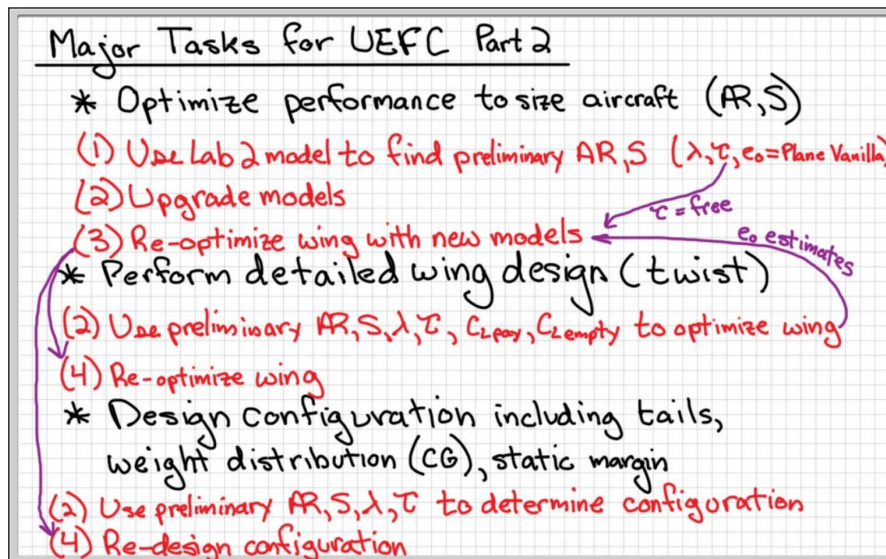 Major Tasks for UEFC Part 2
* Optimize performance to size aircraft (AR,S)
(1) Use Lab 2 model to find preliminary AR,S (λ,τ,e₀=Plane Vanilla)
(2) Upgrade models
τ=free
(3) Re-optimize wing with new models
e₀ estimates
* Perform detailed wing design (twist)
(2) Use preliminary AR,S,λ,τ, CLpay, CLempty to optimize wing
(4) Re-optimize wing
* Design configuration including tails,
weight distribution (CG), static margin
(2) Use preliminary AR,S,λ,τ to determine configuration
(4) Re-design configuration